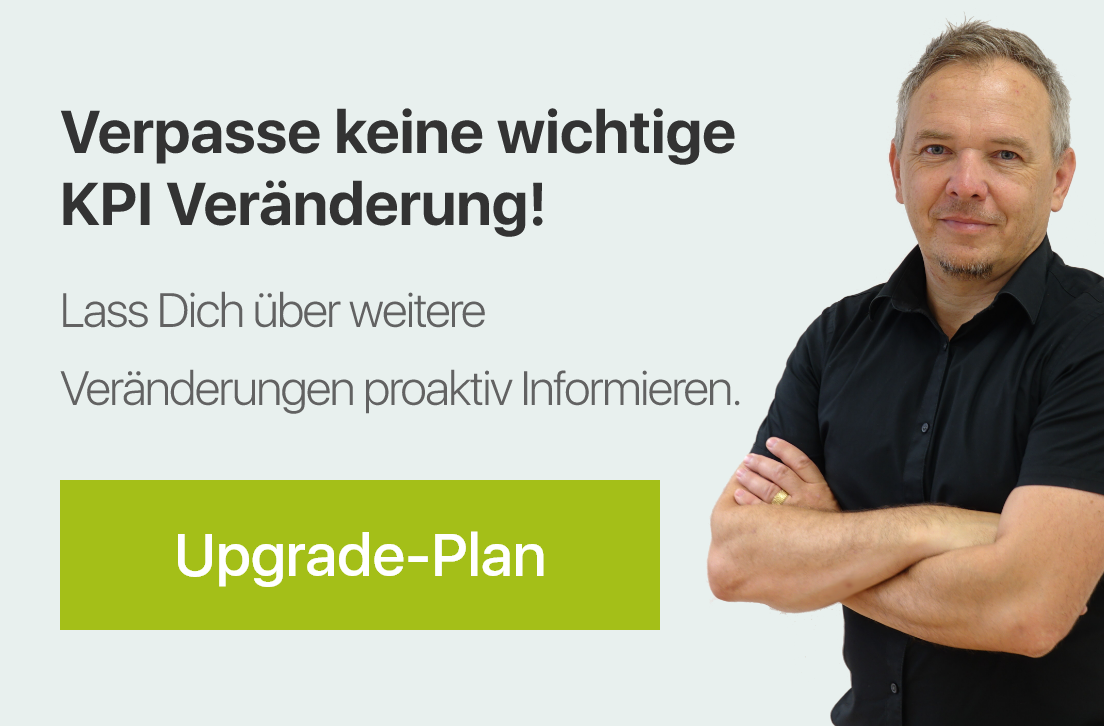 Verpasse keine wichtige
KPI Veränderung!
Lass Dich über weitere
Veränderungen proaktiv Informieren.
Upgrade-Plan